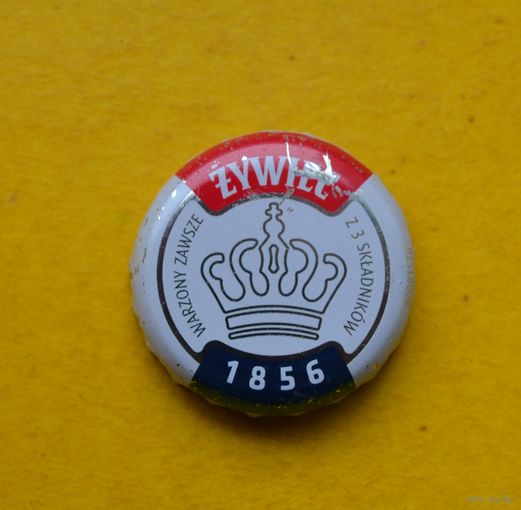 ŻYWIEC
WARZONY ZAWSZE
Z 3 SKŁADNIKÓW
1856